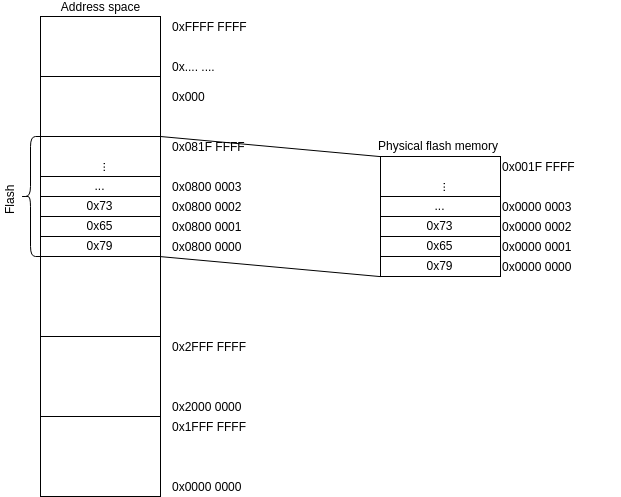 Address space
0xFFFF FFFF
0x.... ....
0x000
Flash
0x081F FFFF
⋮
... 0x0800 0003
0x73 0x0800 0002
0x65 0x0800 0001
0x79 0x0800 0000
0x2FFF FFFF
0x2000 0000
0x1FFF FFFF
0x0000 0000
Physical flash memory
0x001F FFFF
⋮
... 0x0000 0003
0x73 0x0000 0002
0x65 0x0000 0001
0x79 0x0000 0000